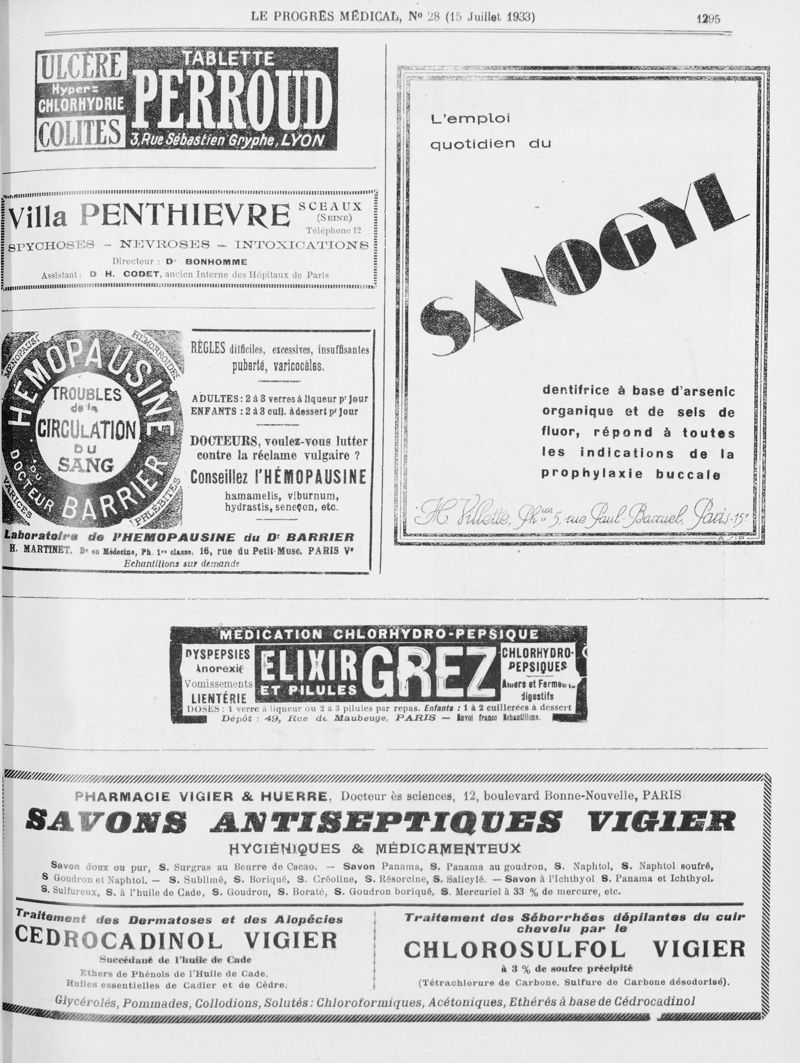 LE PROGRÈS MÉDICAL, No 28 (15 Juillet 1933)
1295
ULCÈRE
Hyper=
CHLORHYDRIE
COLITES
TABLETTE
PERROUD
3, Rue Sébastien Gryphe, LYON
Villa PENTHIEVRE
SCEAUX
(SEINE)
Téléphone 12
SPYCHOSES — NEVROSES — INTOXICATIONS
Directeur : Dr BONHOMME
Assistant : D H. CODET, ancien Interne des Hôpitaux de Paris
MÉNOPAUSE
HÉMORROIDE
VARICES
PHLÉBITES
HÉMOPAUSINE
DU
DOCTEUR
BARRIER
TROUBLES
de la
CIRCULATION
DU
SANG
RÈGLES difficiles, excessives, insuffisantes
puberté, varicocèles.
ADULTES : 2 à 3 verres à liqueur pr jour
ENFANTS : 2 à 3 cuil. à dessert pr jour
DOCTEURS, voulez-vous lutter
contre la réclame vulgaire ?
Conseillez l'HÉMOPAUSINE
hamamelis, viburnum,
hydrastis, seneçon, etc.
Laboratoire de l'HEMOPAUSINE du Dr BARRIER
H. MARTINET, Dr en Médecine, Ph. 1re classe, 16, rue du Petit-Musc, PARIS Ve
Echantillons sur demande
L'emploi
quotidien du
SANOGYL
dentifrice à base d'arsenic
organique et de sels de
fluor, répond à toutes
les indications de la
prophylaxie buccale
H. Villette, Phien 5, rue Paul-Barruel, Paris-15e
MEDICATION CHLORHYDRO-PEPSIQUE
DYSPEPSIES
Anorexie
Vomissements
LIENTÉRIE
ELIXIR
ET PILULES
GREZ
CHLORHYDRO-
PEPSIQUES
Amers et Ferments
digestifs
DOSES : 1 verre à liqueur ou 2 à 3 pilules par repas. Enfants : 1 à 2 cuillerées à dessert
Dépôt : 49, Rue de Maubeuge, PARIS — Envoi franco Échantillons.
PHARMACIE VIGIER & HUERRE, Docteur ès sciences, 12, boulevard Bonne-Nouvelle, PARIS
SAVONS ANTISEPTIQUES VIGIER
HYGIÉNIQUES & MÉDICAMENTEUX
Savon doux ou pur, S. Surgras au Beurre de Cacao. — Savon Panama, S. Panama au goudron, S. Naphtol, S. Naphtol soufré,
S Goudron et Naphtol. — S. Sublimé, S. Boriqué, S. Créoline, S. Résorcine, S. Salicylé. — Savon à l'Ichthyol S. Panama et Ichthyol.
S. Sulfureux, S. à l'huile de Cade, S. Goudron, S. Boraté, S. Goudron boriqué, S. Mercuriel à 33 % de mercure, etc.
Traitement des Dermatoses et des Alopécies
CEDROCADINOL VIGIER
Succédané de l'huile de Cade
Ethers de Phénols de l'Huile de Cade.
Huiles essentielles de Cadier et de Cèdre.
Traitement des Séborrhées dépilantes du cuir
chevelu par le
CHLOROSULFOL VIGIER
à 3 % de soufre précipité
(Tétrachlorure de Carbone. Sulfure de Carbone désodorisé).
Glycérolés, Pommades, Collodions, Solutés : Chloroformiques, Acétoniques, Ethérés à base de Cédrocadinol